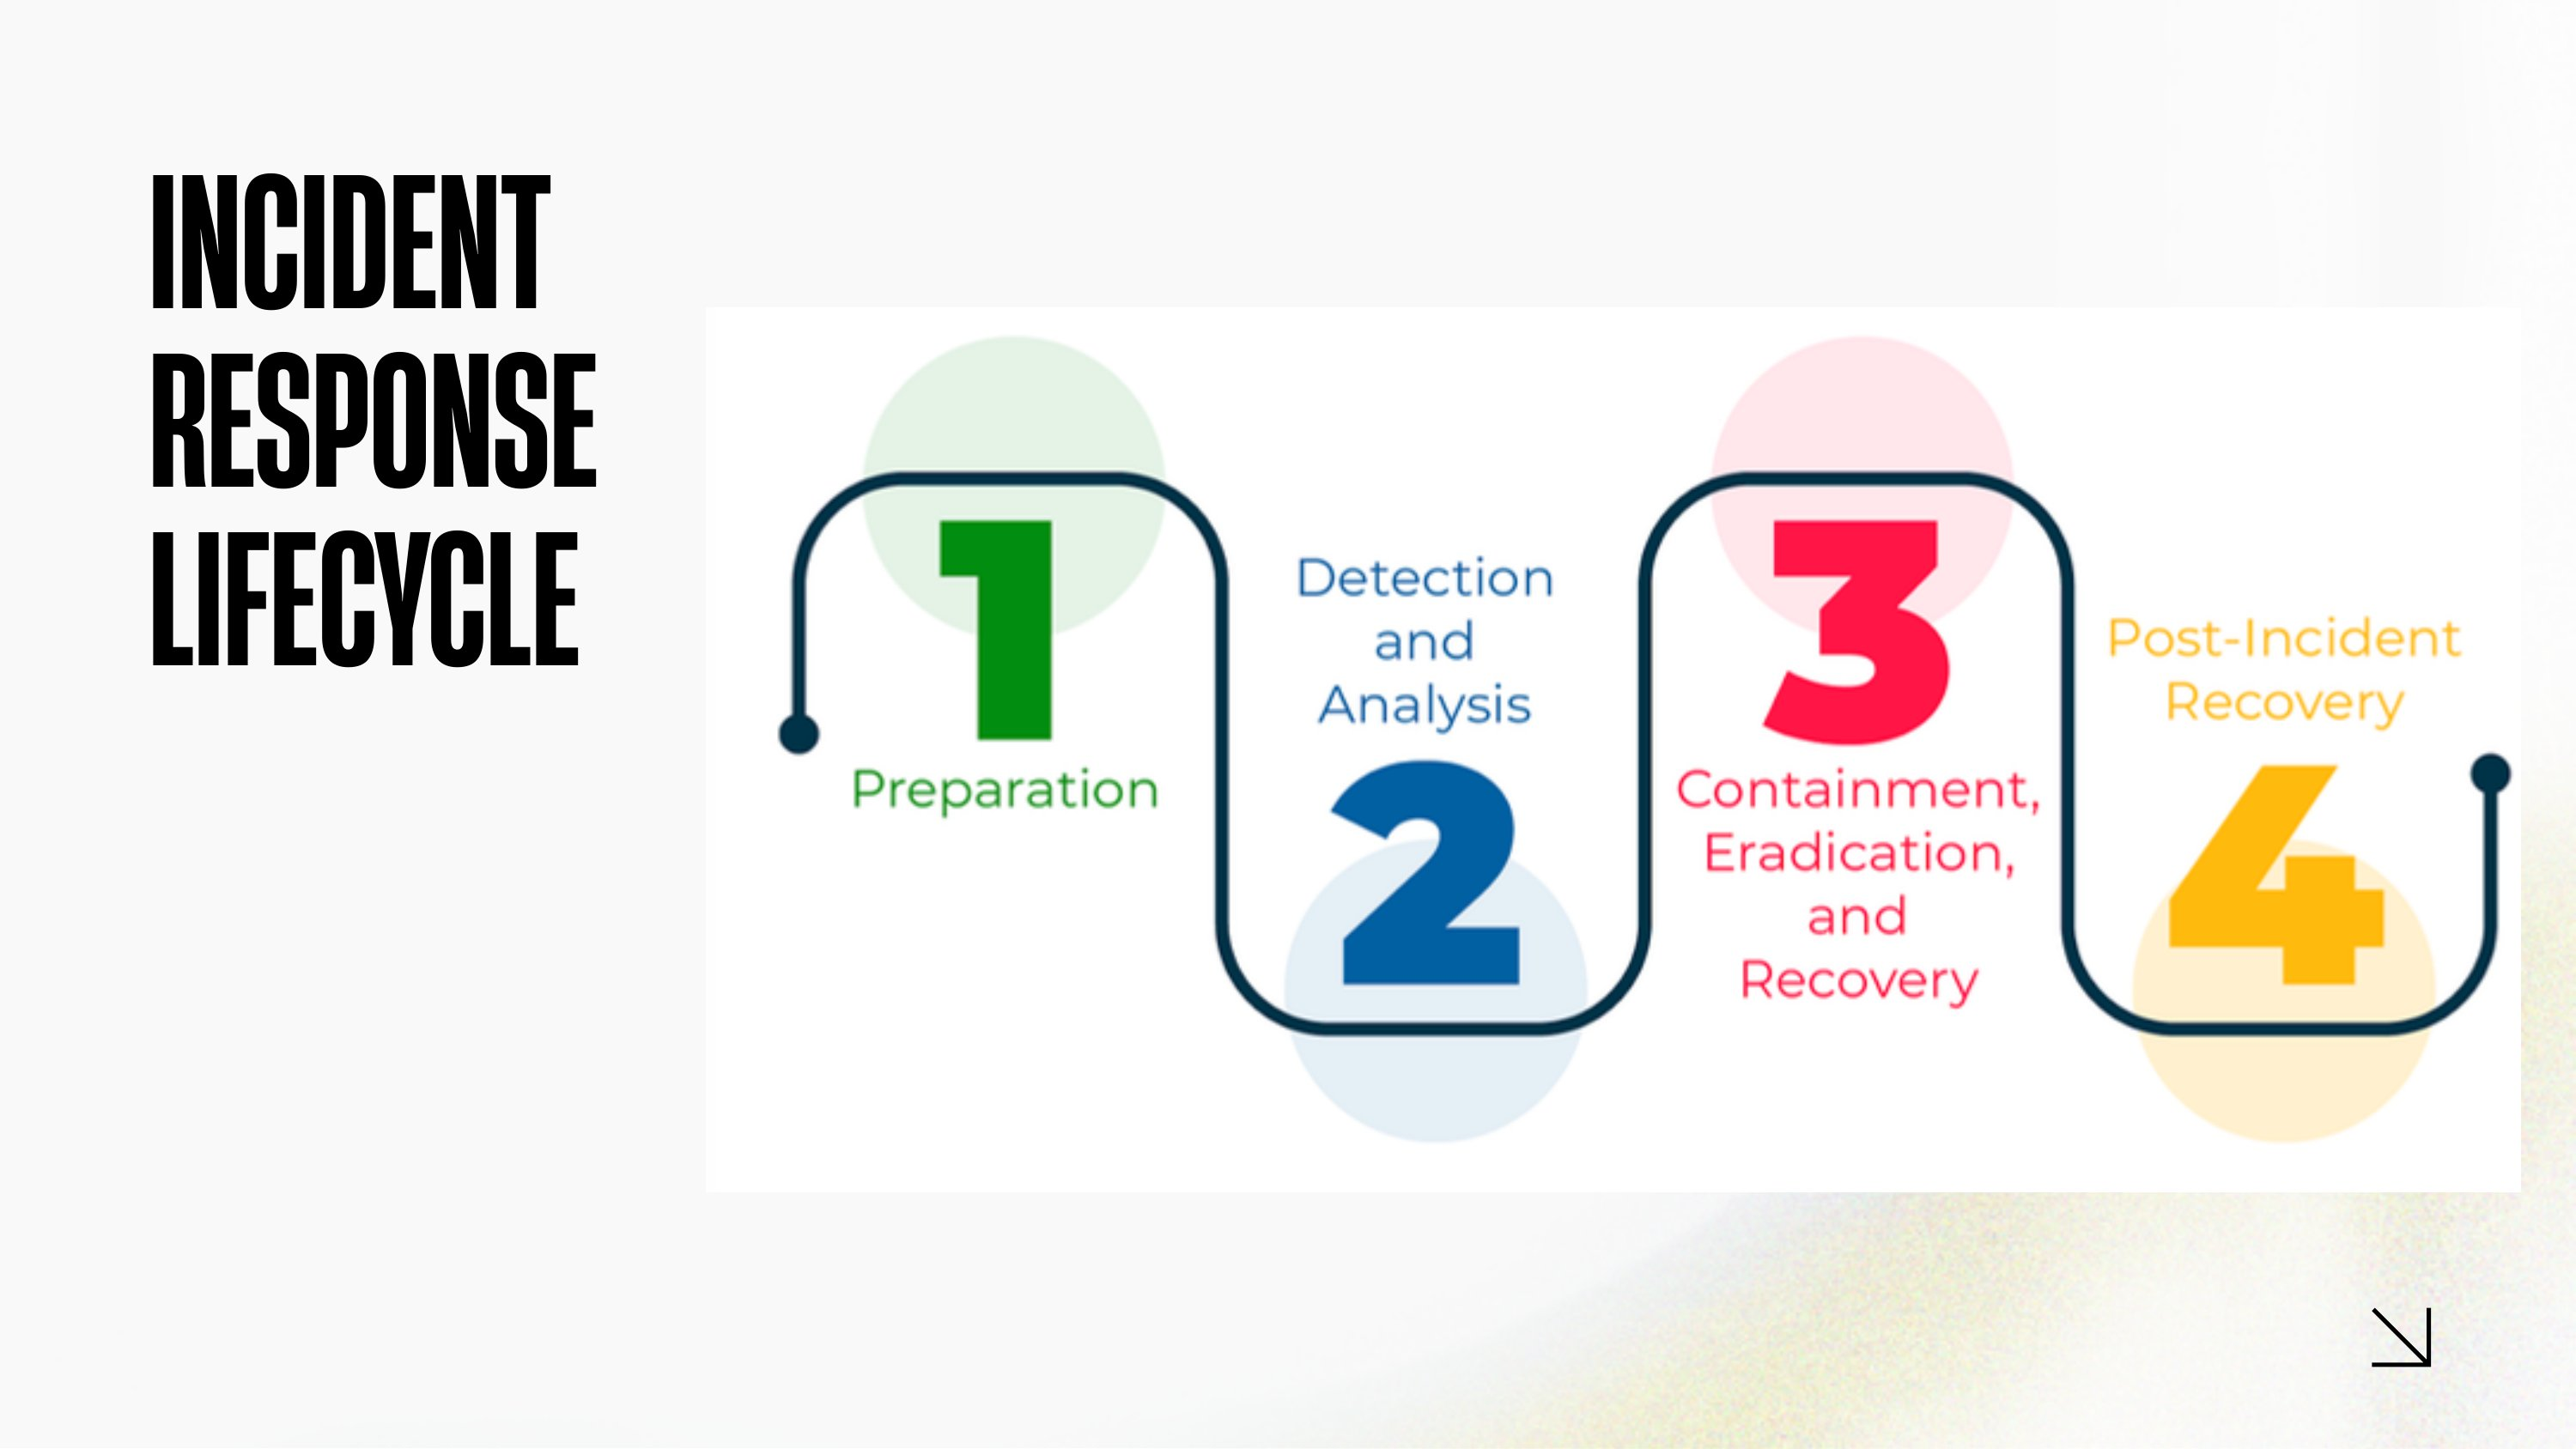 INCIDENT
RESPONSE
LIFECYCLE
1
Preparation
Detection
and
Analysis
2
3
Containment,
Eradication,
and
Recovery
Post-Incident
Recovery
4